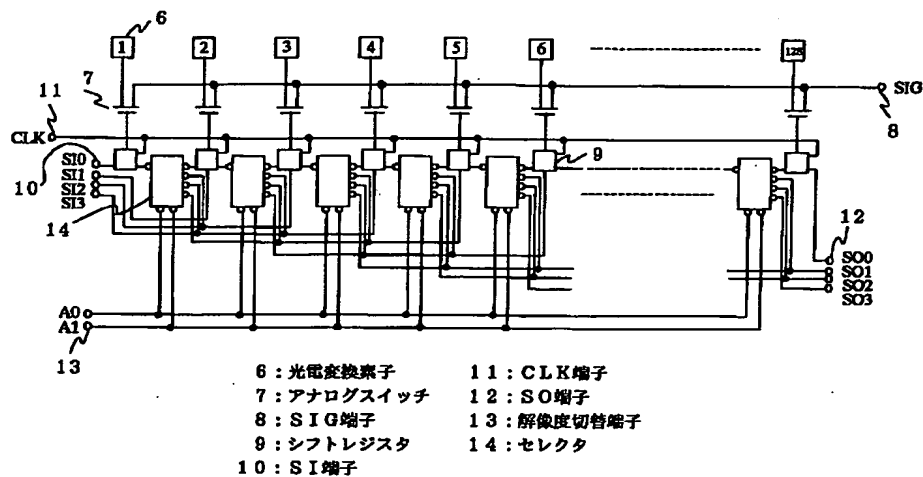 6
1 2 3 4 5 6 128
7
SIG
8
11
CLK
10
SI0
SI1
SI2
SI3
9
14
12
SO0
SO1
SO2
SO3
A0
A1
13
6：光電変換素子
7：アナログスイッチ
8：SIG端子
9：シフトレジスタ
10：SI端子
11：CLK端子
12：SO端子
13：解像度切替端子
14：セレクタ